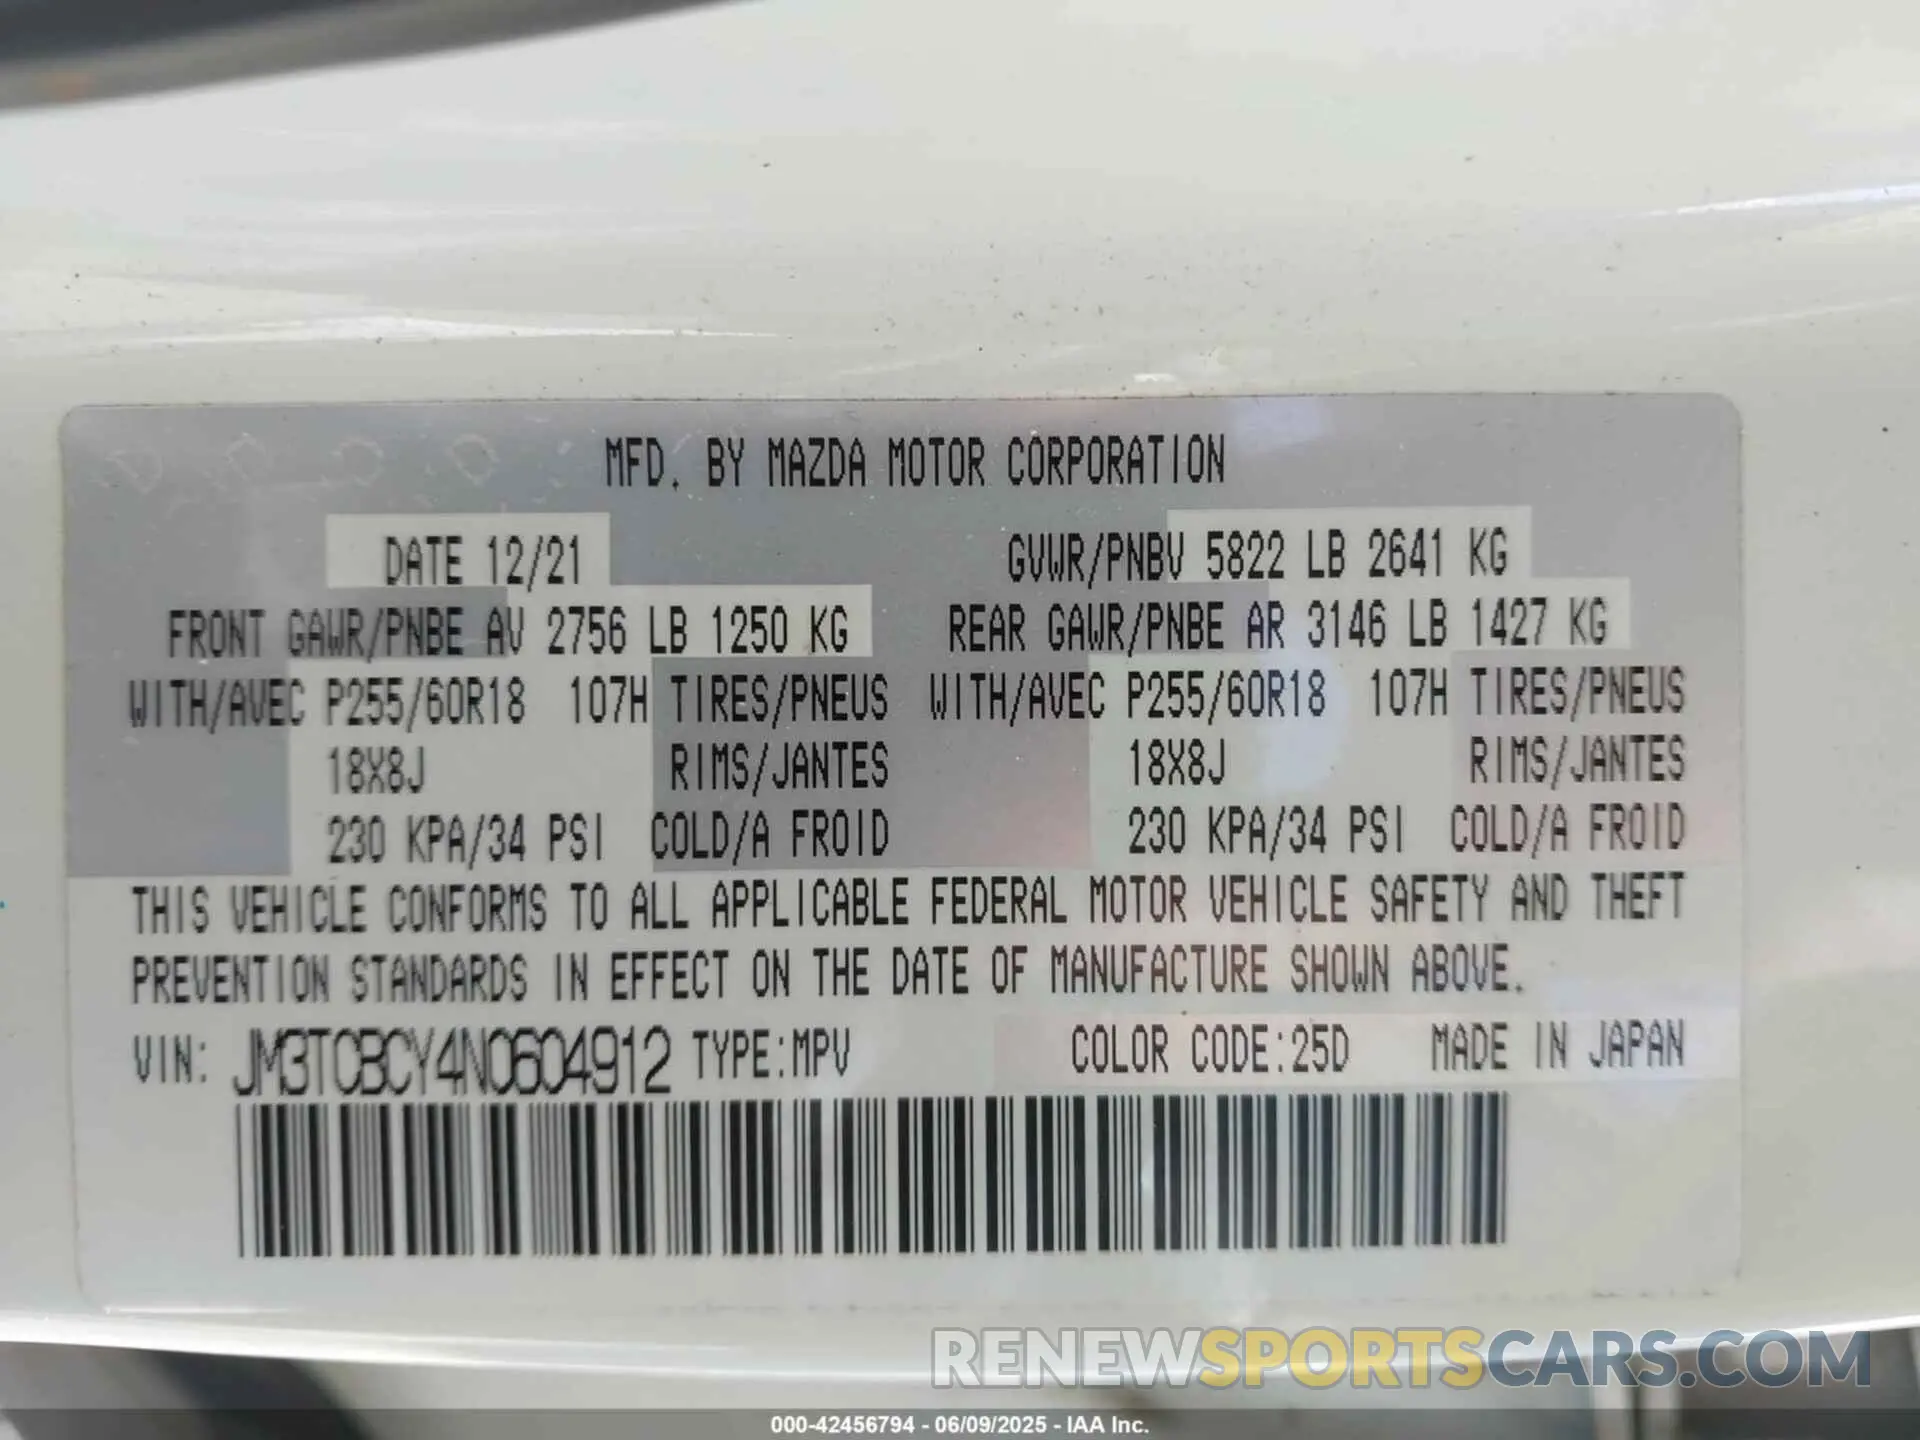 MFD. BY MAZDA MOTOR CORPORATION
DATE 12/21 GVWR/PNBV 5822 LB 2641 KG
FRONT GAWR/PNBE AV 2756 LB 1250 KG REAR GAWR/PNBE AR 3146 LB 1427 KG
WITH/AVEC P255/60R18 107H TIRES/PNEUS WITH/AVEC P255/60R18 107H TIRES/PNEUS
18X8J RIMS/JANTES 18X8J RIMS/JANTES
230 KPA/34 PSI COLD/A FROID 230 KPA/34 PSI COLD/A FROID
THIS VEHICLE CONFORMS TO ALL APPLICABLE FEDERAL MOTOR VEHICLE SAFETY AND THEFT
PREVENTION STANDARDS IN EFFECT ON THE DATE OF MANUFACTURE SHOWN ABOVE.
VIN: JM3TCBCY4N0604912 TYPE:MPV COLOR CODE:25D MADE IN JAPAN
RENEWSPORTSCARS.COM
000-42456794 - 06/09/2025 - IAA Inc.